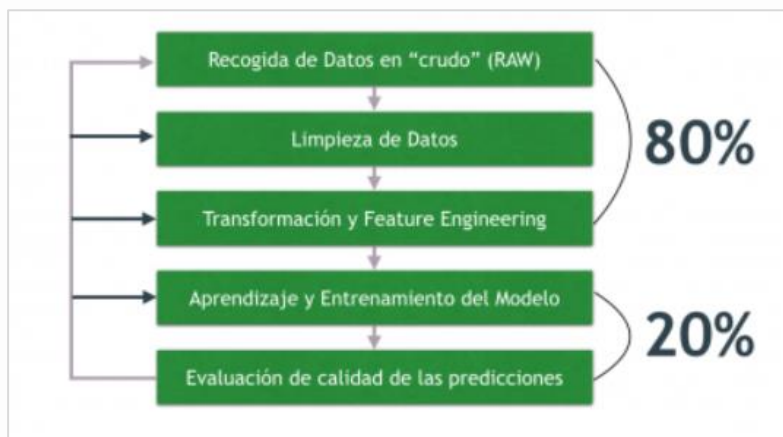 Recogida de Datos en “crudo” (RAW)
Limpieza de Datos
80%
Transformación y Feature Engineering
Aprendizaje y Entrenamiento del Modelo
20%
Evaluación de calidad de las predicciones